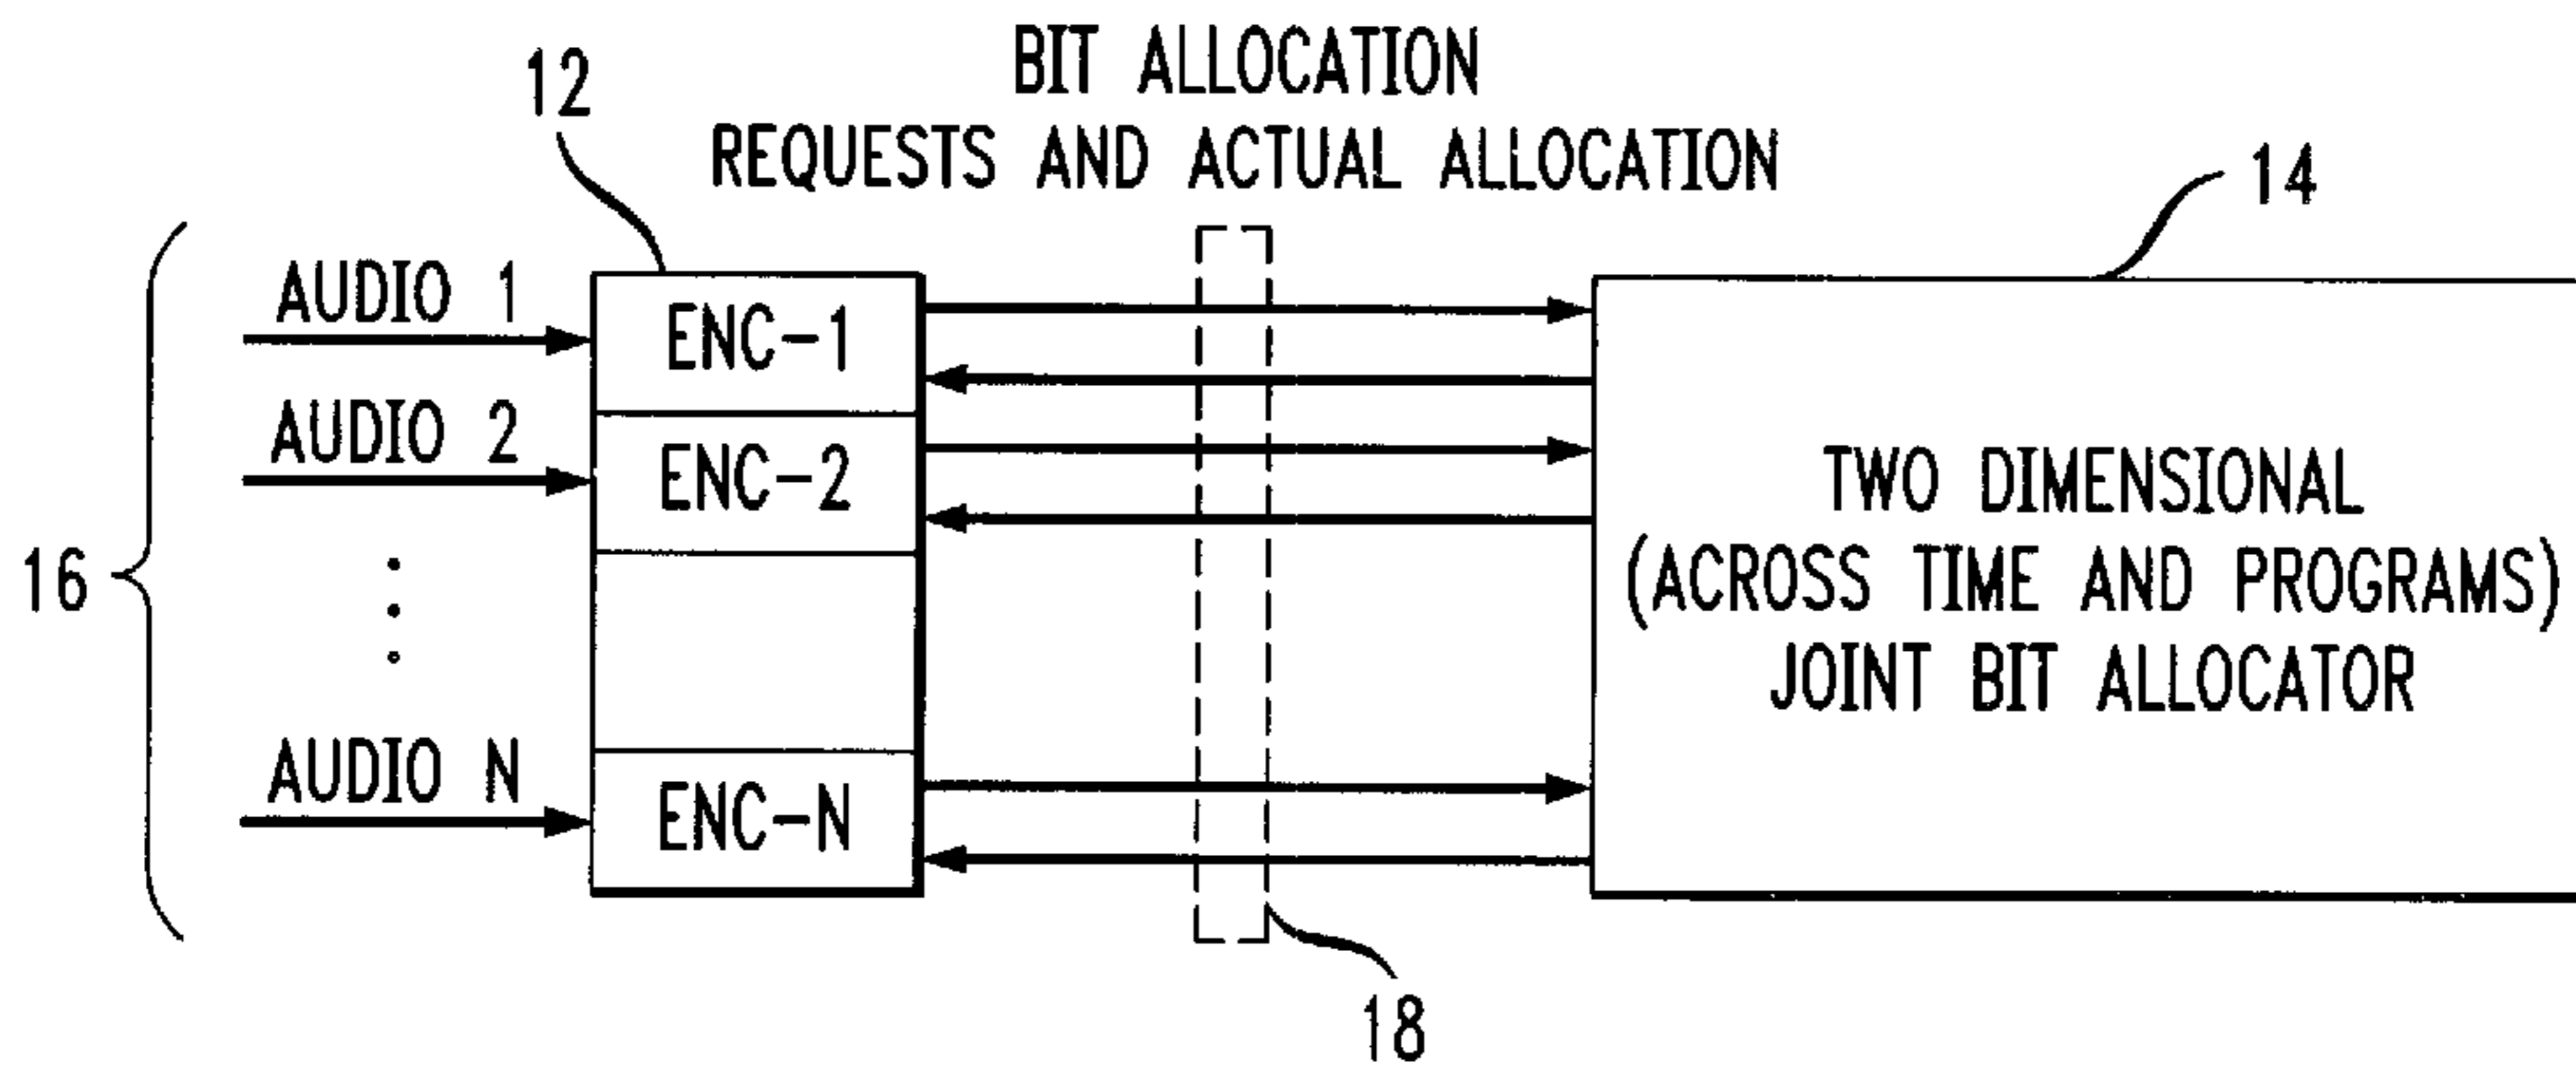 BIT ALLOCATION
REQUESTS AND ACTUAL ALLOCATION
12
14
16
AUDIO 1
ENC-1
AUDIO 2
ENC-2
AUDIO N
ENC-N
TWO DIMENSIONAL
(ACROSS TIME AND PROGRAMS)
JOINT BIT ALLOCATOR
18